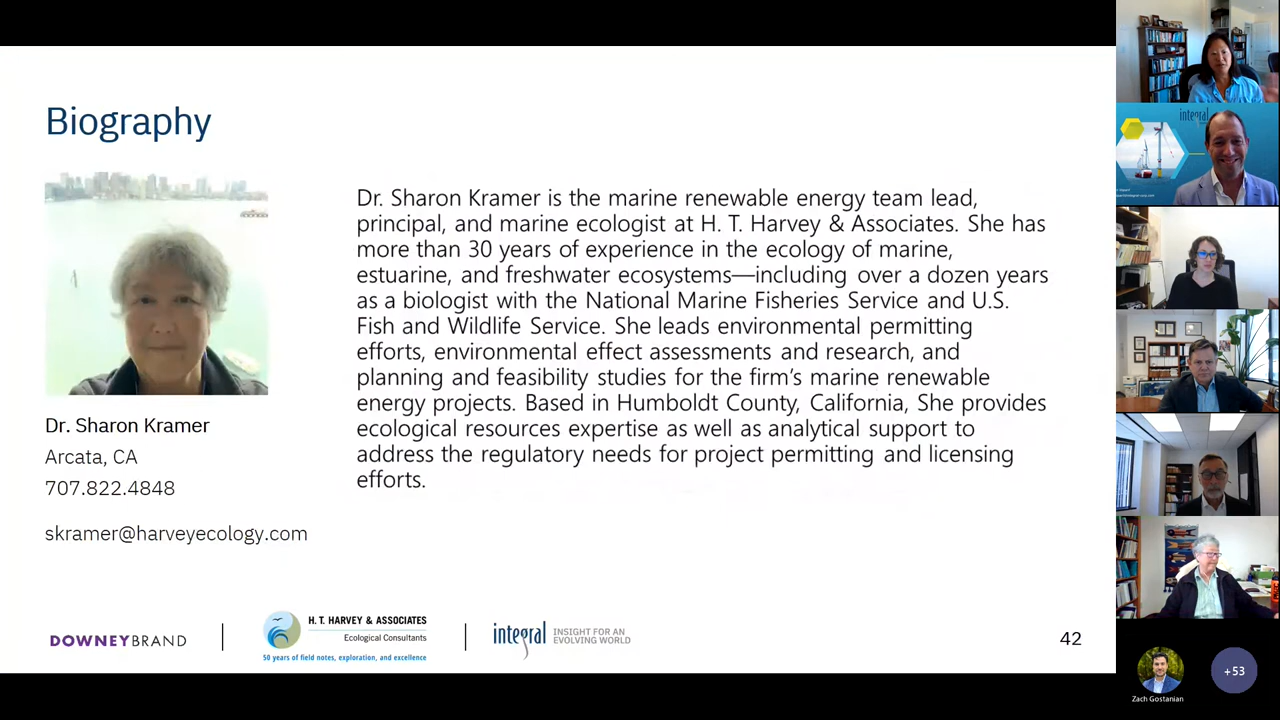 Biography
Dr. Sharon Kramer is the marine renewable energy team lead,
principal, and marine ecologist at H. T. Harvey & Associates. She has
more than 30 years of experience in the ecology of marine,
estuarine, and freshwater ecosystems—including over a dozen years
as a biologist with the National Marine Fisheries Service and U.S.
Fish and Wildlife Service. She leads environmental permitting
efforts, environmental effect assessments and research, and
planning and feasibility studies for the firm's marine renewable
energy projects. Based in Humboldt County, California, She provides
ecological resources expertise as well as analytical support to
address the regulatory needs for project permitting and licensing
efforts.
Dr. Sharon Kramer
Arcata, CA
707.822.4848
skramer@harveyecology.com
DOWNEYBRAND
H. T. HARVEY & ASSOCIATES
Ecological Consultants
50 years of field notes, exploration, and excellence
integral
INSIGHT FOR AN
EVOLVING WORLD
42
integral
Zach Gostanian
+53